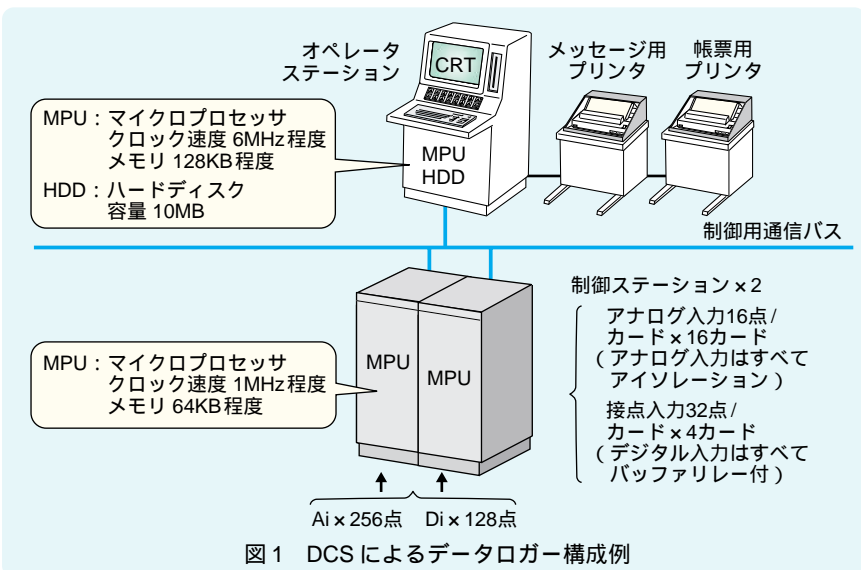 オペレータ
ステーション
CRT
メッセージ用
プリンタ
帳票用
プリンタ
MPU:マイクロプロセッサ
クロック速度 6MHz程度
メモリ 128KB程度
HDD:ハードディスク
容量 10MB
MPU
HDD
制御用通信バス
制御ステーション×2
アナログ入力16点/
カード×16カード
(アナログ入力はすべて
アイソレーション)
接点入力32点/
カード×4カード
(デジタル入力はすべて
バッファリレー付)
MPU:マイクロプロセッサ
クロック速度 1MHz程度
メモリ 64KB程度
MPU
MPU
Ai×256点 Di×128点
図1 DCSによるデータロガー構成例